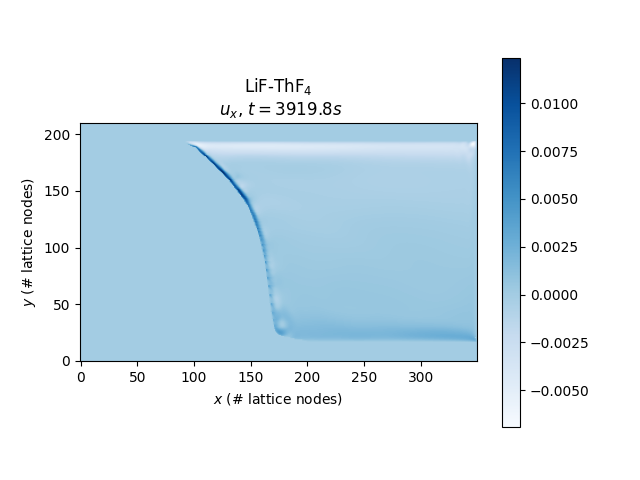 LiF-ThF₄
uₓ, t = 3919.8s
200
150
100
50
0
y (# lattice nodes)
0 50 100 150 200 250 300
x (# lattice nodes)
0.0100
0.0075
0.0050
0.0025
0.0000
−0.0025
−0.0050